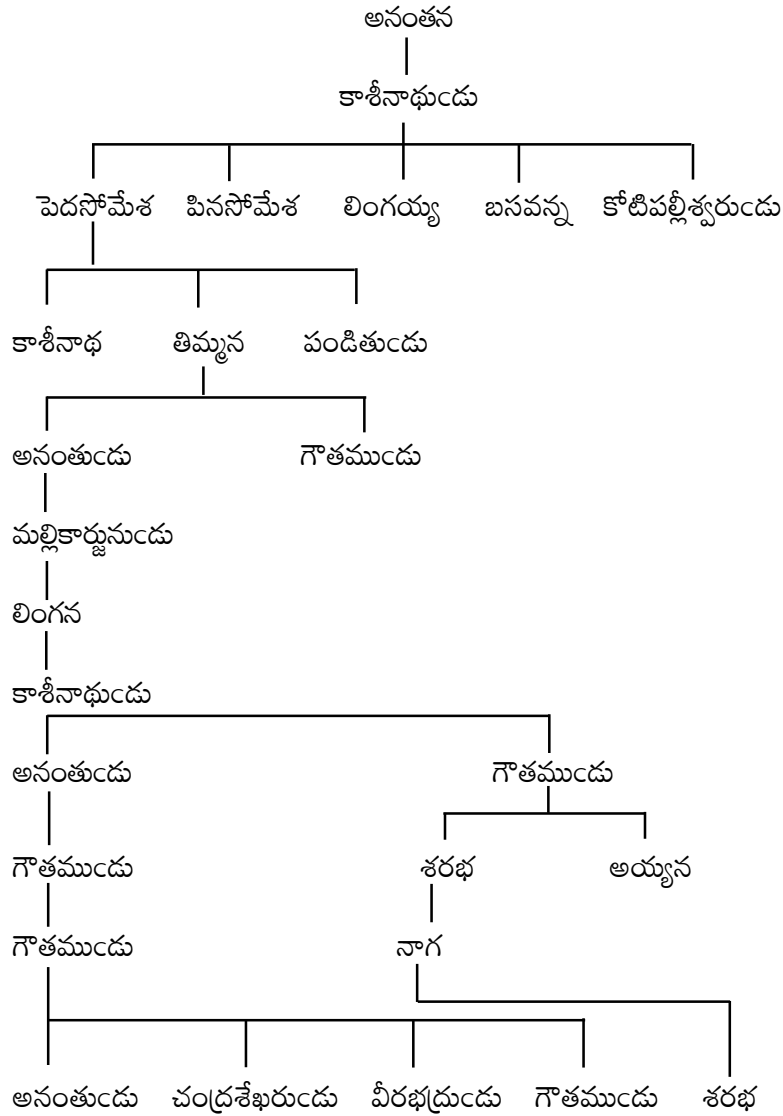 అనంతన
కాశీనాథుఁడు
పెదసోమేశ పినసోమేశ లింగయ్య బసవన్న కోటిపల్లీశ్వరుఁడు
కాశీనాథ తిమ్మన పండితుఁడు
అనంతుఁడు గౌతముఁడు
మల్లికార్జునుఁడు
లింగన
కాశీనాథుఁడు
అనంతుఁడు గౌతముఁడు
గౌతముఁడు శరభ అయ్యన
గౌతముఁడు నాగ
అనంతుఁడు చంద్రశేఖరుఁడు వీరభద్రుఁడు గౌతముఁడు శరభ